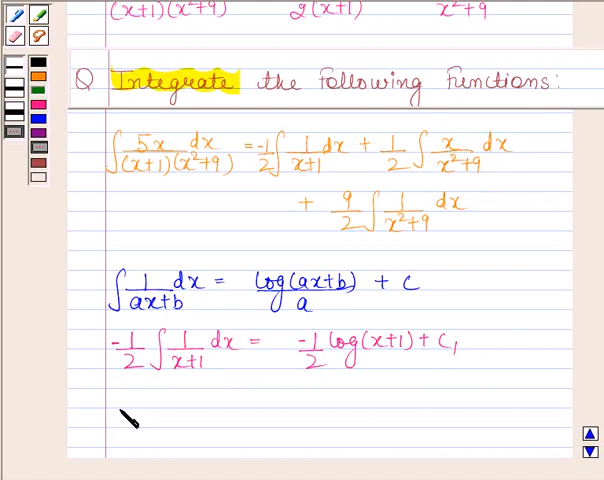 (x+1)(x²+9) 2(x+1) x²+9
Q Integrate the following Functions:
∫ 5x dx / (x+1)(x²+9) = -1/2 ∫ 1/(x+1) dx + 1/2 ∫ x/(x²+9) dx
+ 9/2 ∫ 1/(x²+9) dx
∫ 1/(ax+b) dx = log(ax+b)/a + C
-1/2 ∫ 1/(x+1) dx = -1/2 log(x+1) + C₁